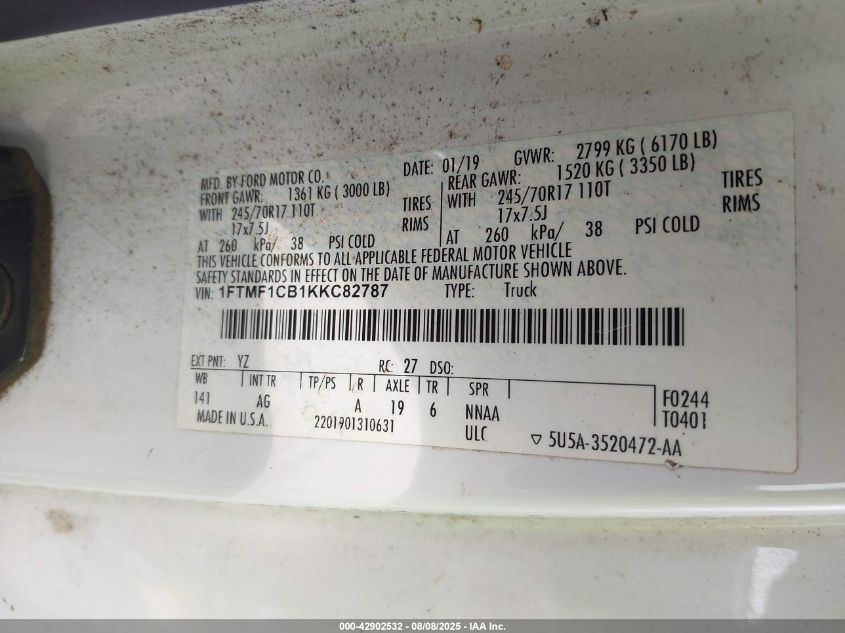 MFD. BY FORD MOTOR CO. DATE: 01/19 GVWR: 2799 KG ( 6170 LB)
FRONT GAWR: 1361 KG ( 3000 LB) REAR GAWR: 1520 KG ( 3350 LB)
WITH 245/70R17 110T TIRES WITH 245/70R17 110T TIRES
17x7.5J RIMS 17x7.5J RIMS
AT 260 kPa/ 38 PSI COLD AT 260 kPa/ 38 PSI COLD
THIS VEHICLE CONFORMS TO ALL APPLICABLE FEDERAL MOTOR VEHICLE
SAFETY STANDARDS IN EFFECT ON THE DATE OF MANUFACTURE SHOWN ABOVE.
VIN: 1FTMF1CB1KKC82787 TYPE: Truck
EXT PNT: YZ RC: 27 DSO:
WB INT TR TP/PS R AXLE TR SPR
141 AG A 19 6 NNAA F0244
MADE IN U.S.A. 2201901310631 ULC T0401
▽ 5U5A-3520472-AA
000-42902532 - 08/08/2025 - IAA Inc.